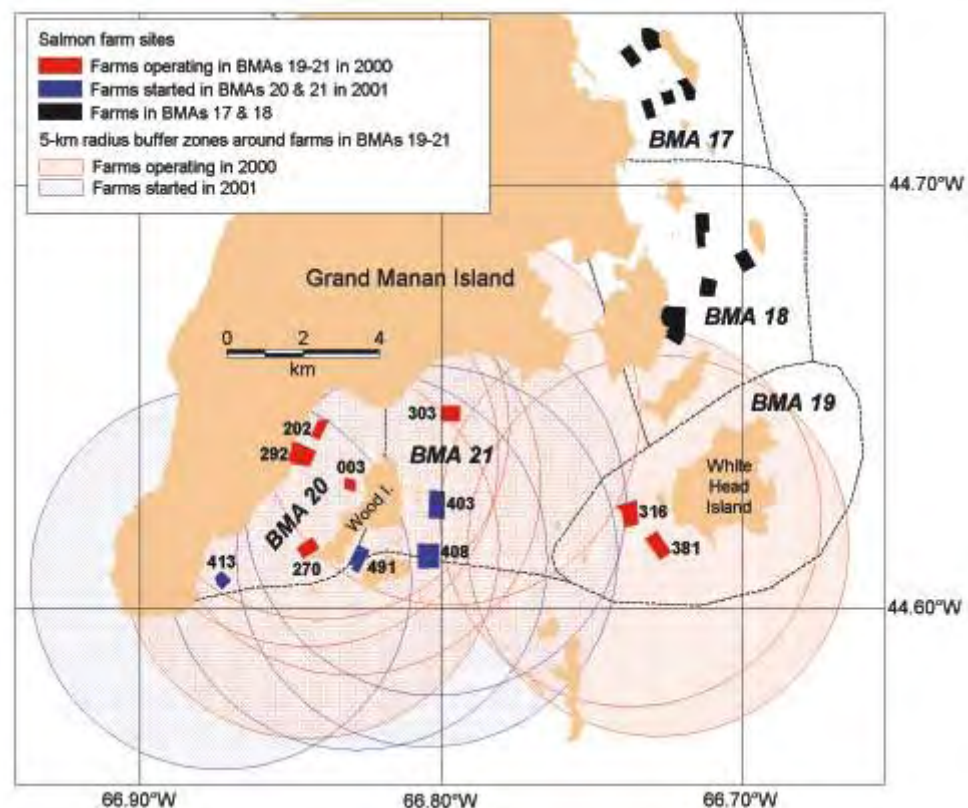 Salmon farm sites
Farms operating in BMAs 19-21 in 2000
Farms started in BMAs 20 & 21 in 2001
Farms in BMAs 17 & 18
5-km radius buffer zones around farms in BMAs 19-21
Farms operating in 2000
Farms started in 2001
BMA 17
44.70°W
Grand Manan Island
BMA 18
0 4
km
BMA 19
303
202
292
BMA 21
003
White
Head
Island
BMA 20
Wood I.
403
316
413
270
491
408
381
44.60°W
66.90°W
66.80°W
66.70°W